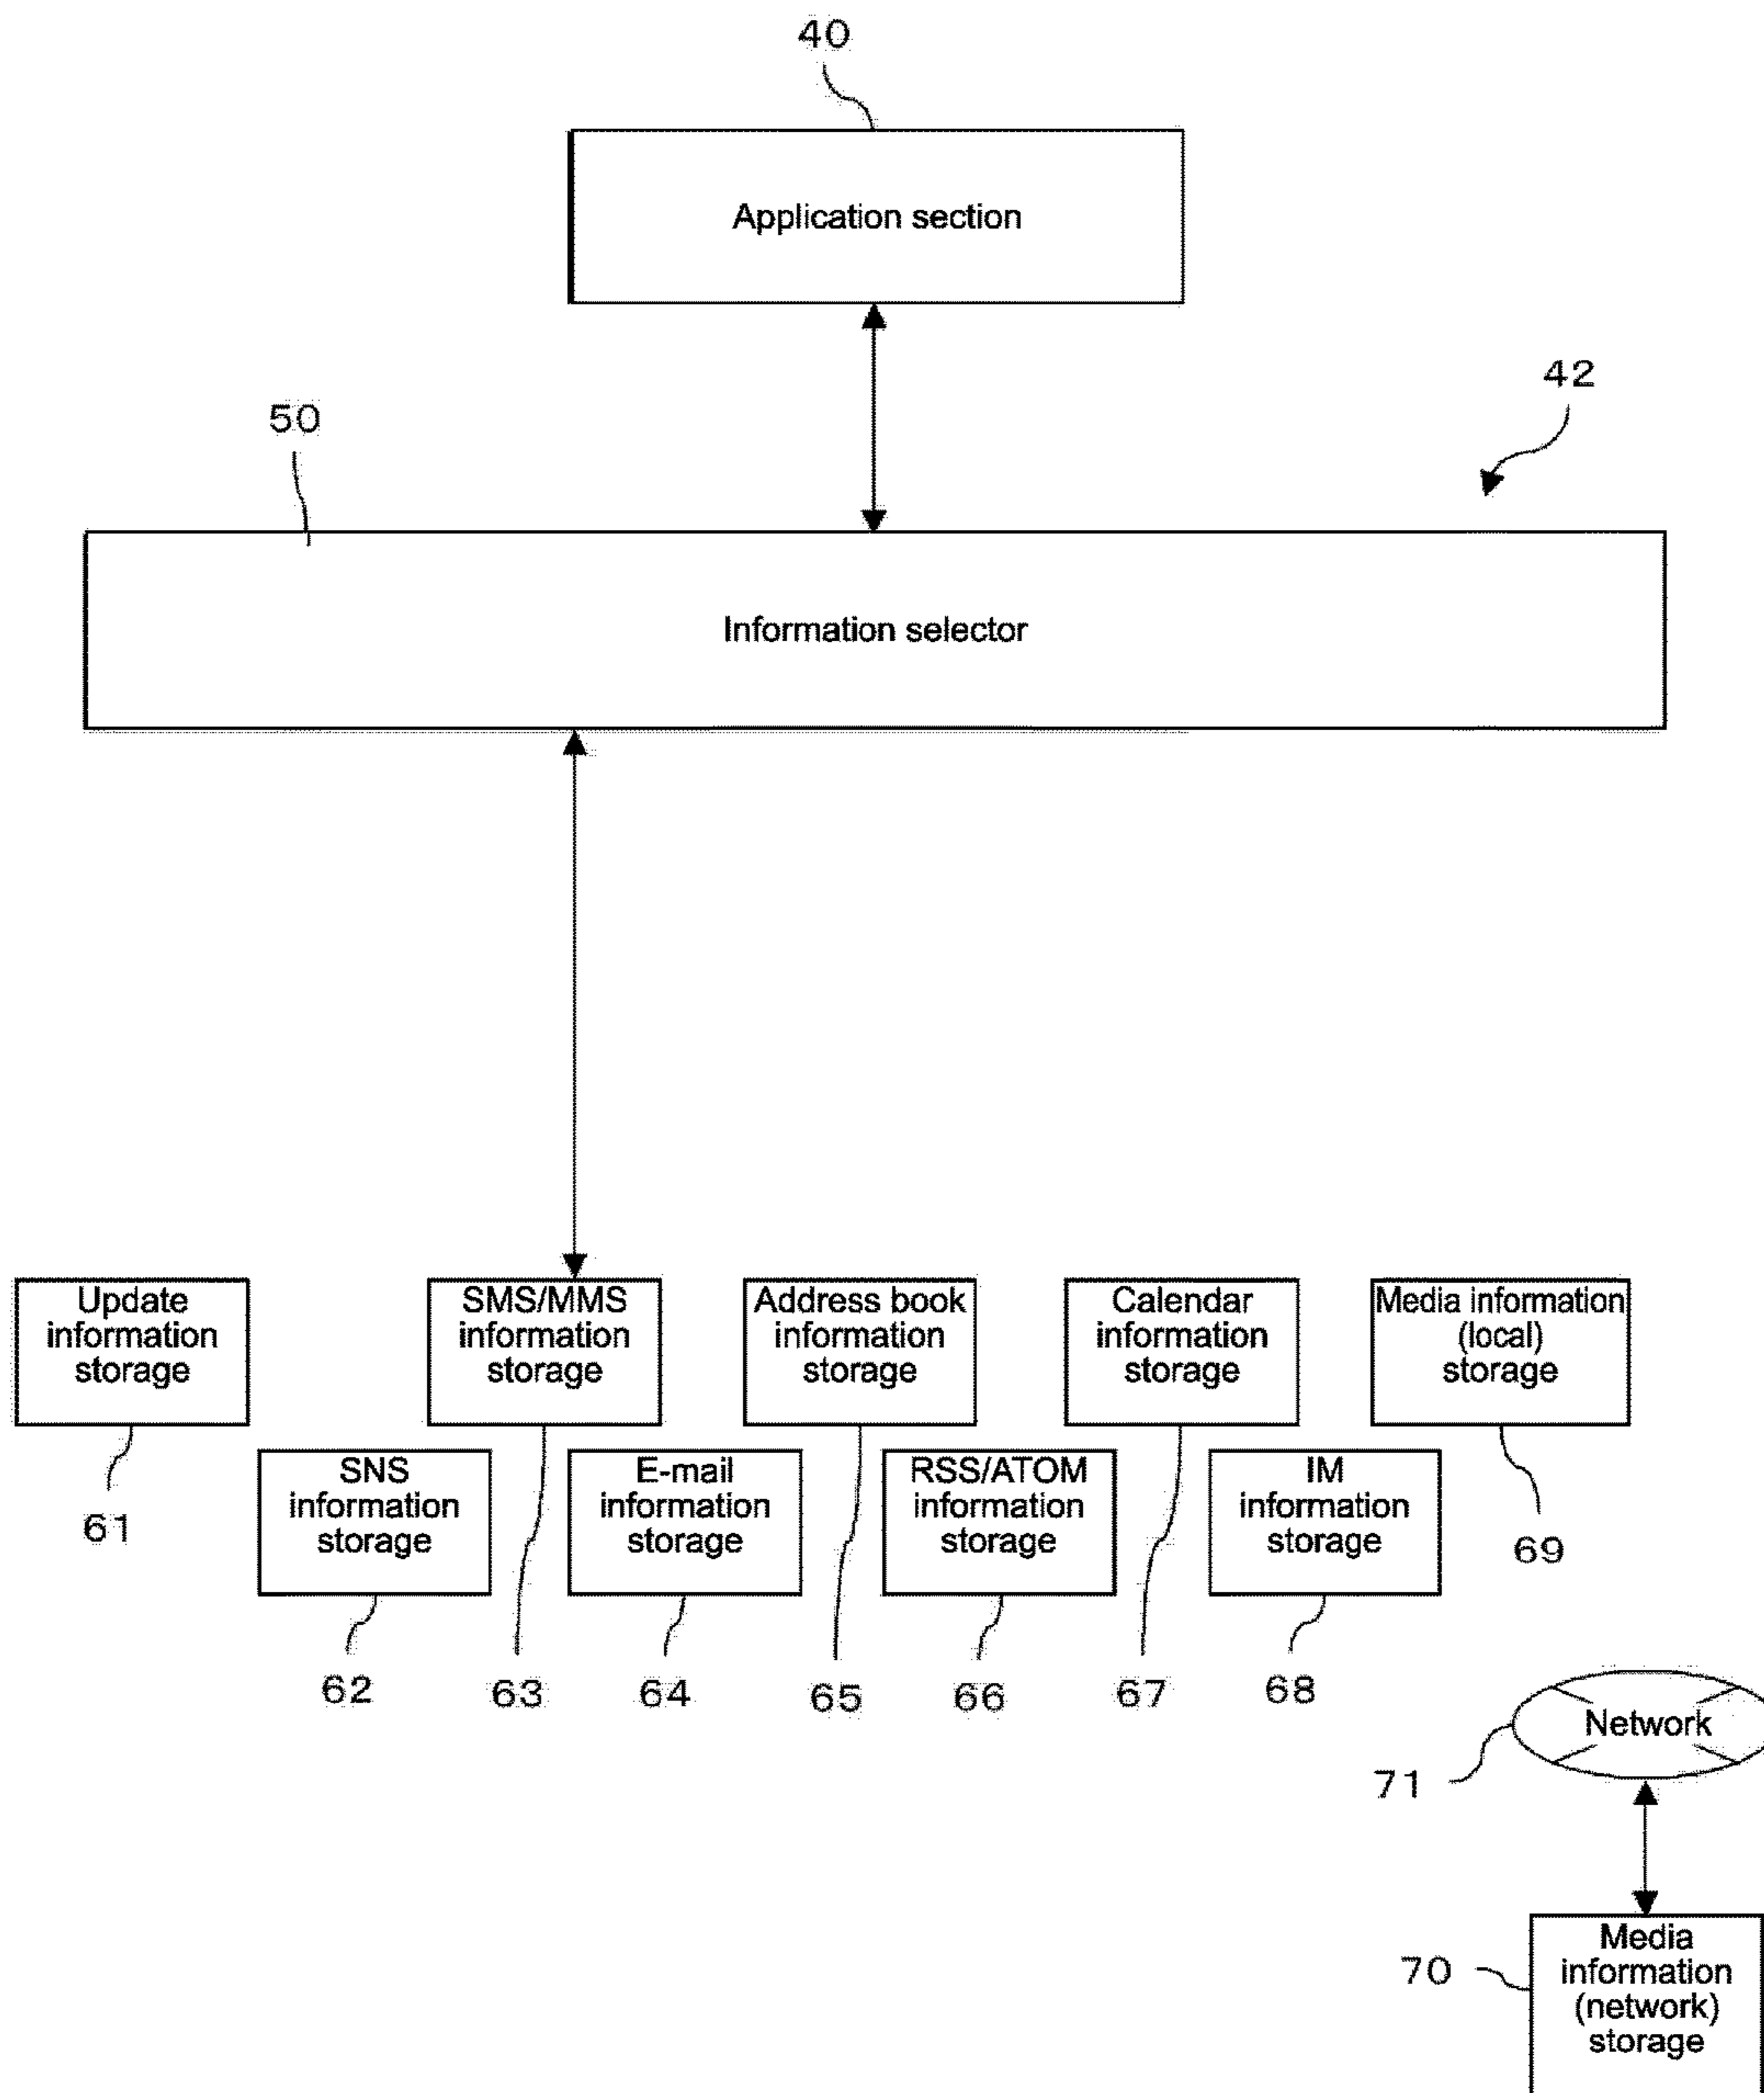 40
Application section
42
50
Information selector
Update
information
storage
SMS/MMS
information
storage
Address book
information
storage
Calendar
information
storage
Media information
(local)
storage
61
SNS
information
storage
E-mail
information
storage
RSS/ATOM
information
storage
IM
information
storage
69
62
63
64
65
66
67
68
Network
71
70
Media
information
(network)
storage